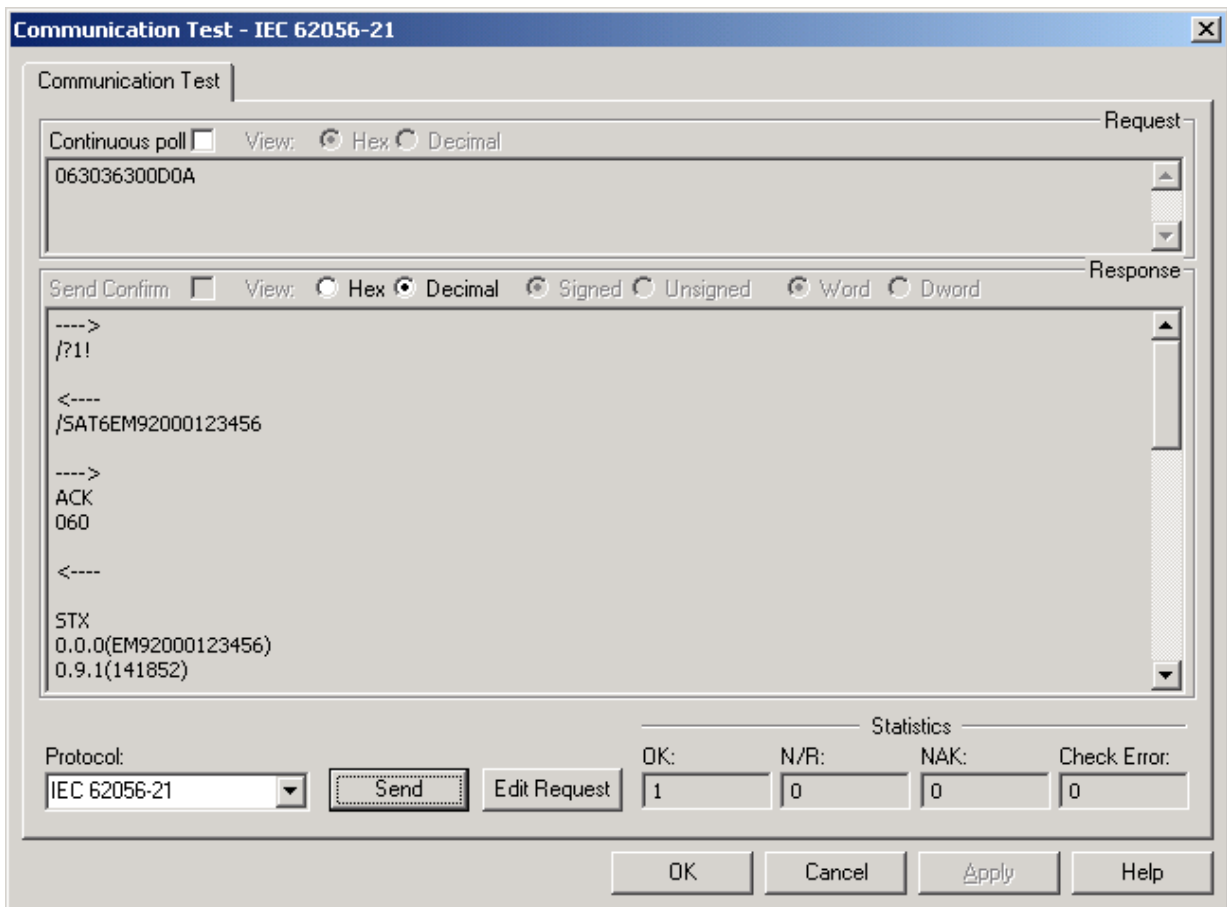 Communication Test - IEC 62056-21
Communication Test
Request
Continuous poll View: Hex Decimal
063036300D0A
Response
Send Confirm View: Hex Decimal Signed Unsigned Word Dword
---->
/?1!
<----
/SAT6EM92000123456
---->
ACK
060
<----
STX
0.0.0(EM92000123456)
0.9.1(141852)
Statistics
Protocol: OK: N/R: NAK: Check Error:
IEC 62056-21 Send Edit Request 1 0 0 0
OK Cancel Apply Help